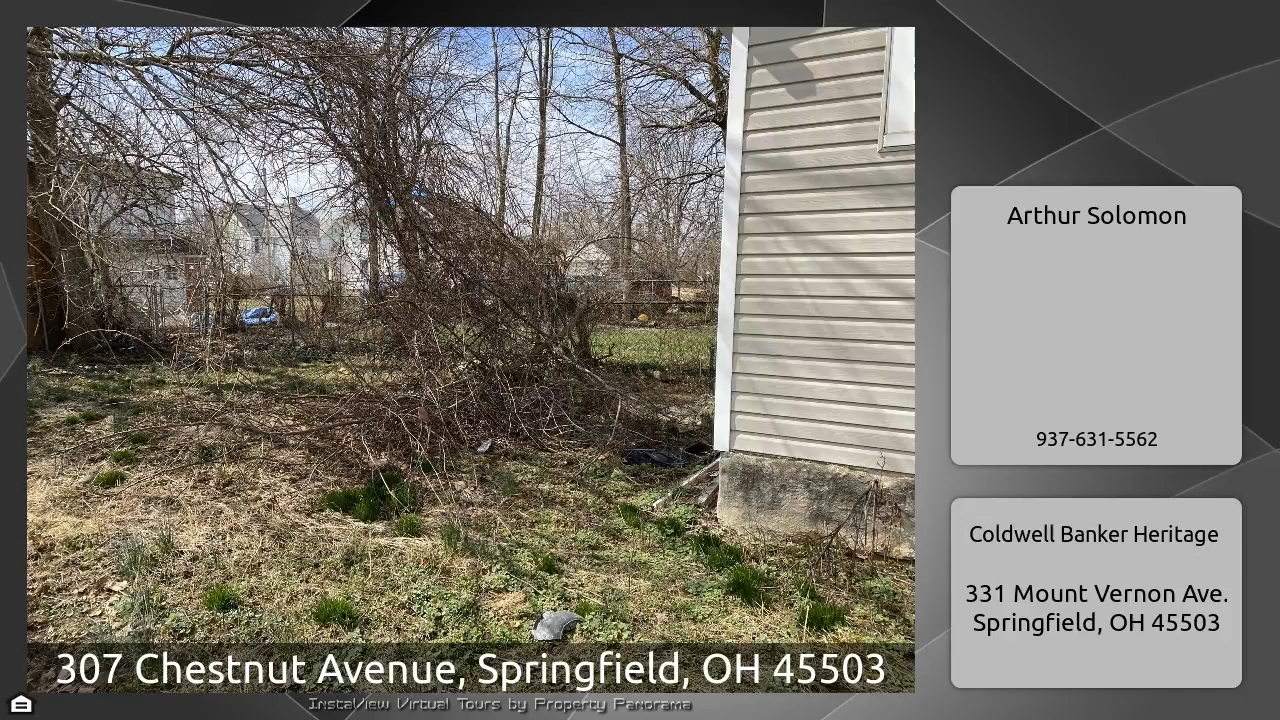 307 Chestnut Avenue, Springfield, OH 45503
InstaView Virtual Tours by Property Panorama
Arthur Solomon
937-631-5562
Coldwell Banker Heritage
331 Mount Vernon Ave.
Springfield, OH 45503